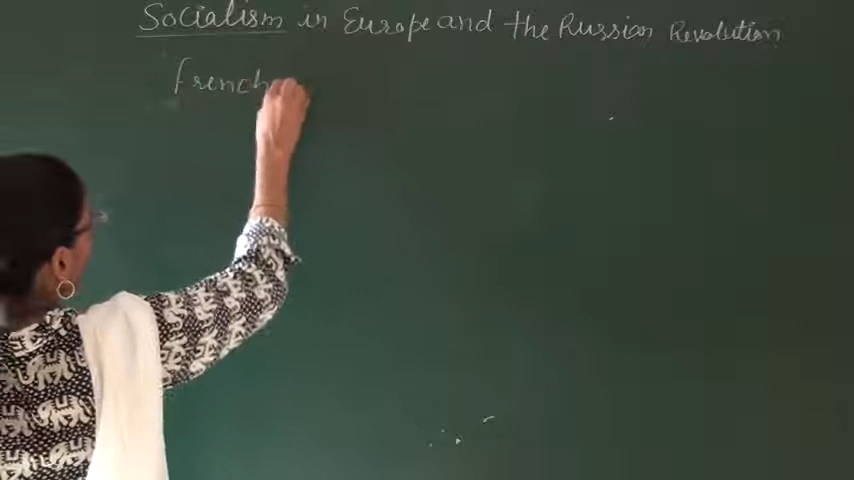 Socialism in Europe and the Russian Revolution
French